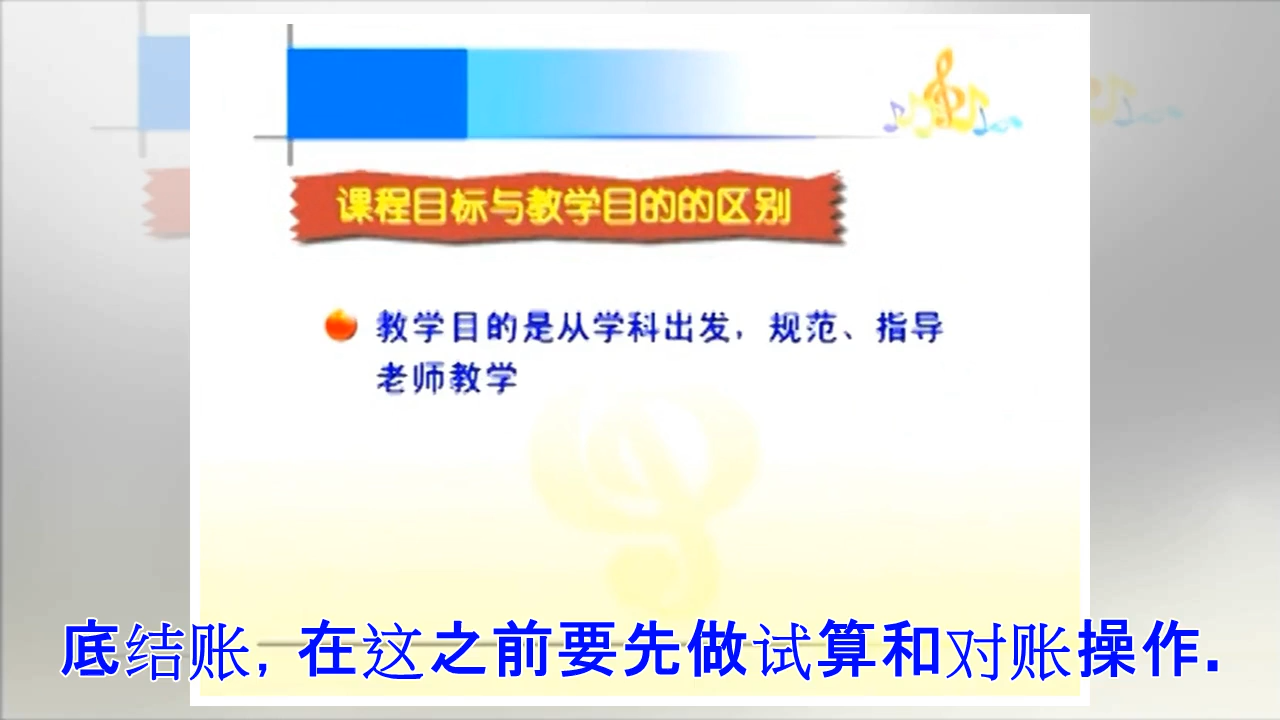 课程目标与教学目的的区别
教学目的是从学科出发，规范、指导
老师教学
底结账,在这之前要先做试算和对账操作.